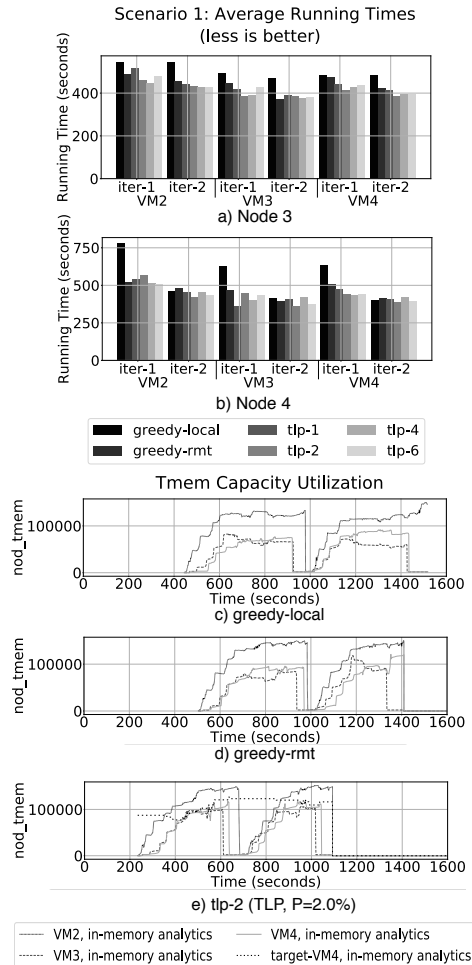 Scenario 1: Average Running Times
(less is better)
Running Time (seconds)
400
200
0
iter-1 iter-2 iter-1 iter-2 iter-1 iter-2
VM2 VM3 VM4
a) Node 3
Running Time (seconds)
750
500
250
0
iter-1 iter-2 iter-1 iter-2 iter-1 iter-2
VM2 VM3 VM4
b) Node 4
greedy-local tlp-1 tlp-4
greedy-rmt tlp-2 tlp-6
Tmem Capacity Utilization
nod_tmem
100000
0
0 200 400 600 800 1000 1200 1400 1600
Time (seconds)
c) greedy-local
nod_tmem
100000
0
0 200 400 600 800 1000 1200 1400 1600
Time (seconds)
d) greedy-rmt
nod_tmem
100000
0
0 200 400 600 800 1000 1200 1400 1600
Time (seconds)
e) tlp-2 (TLP, P=2.0%)
VM2, in-memory analytics VM4, in-memory analytics
VM3, in-memory analytics target-VM4, in-memory analytics